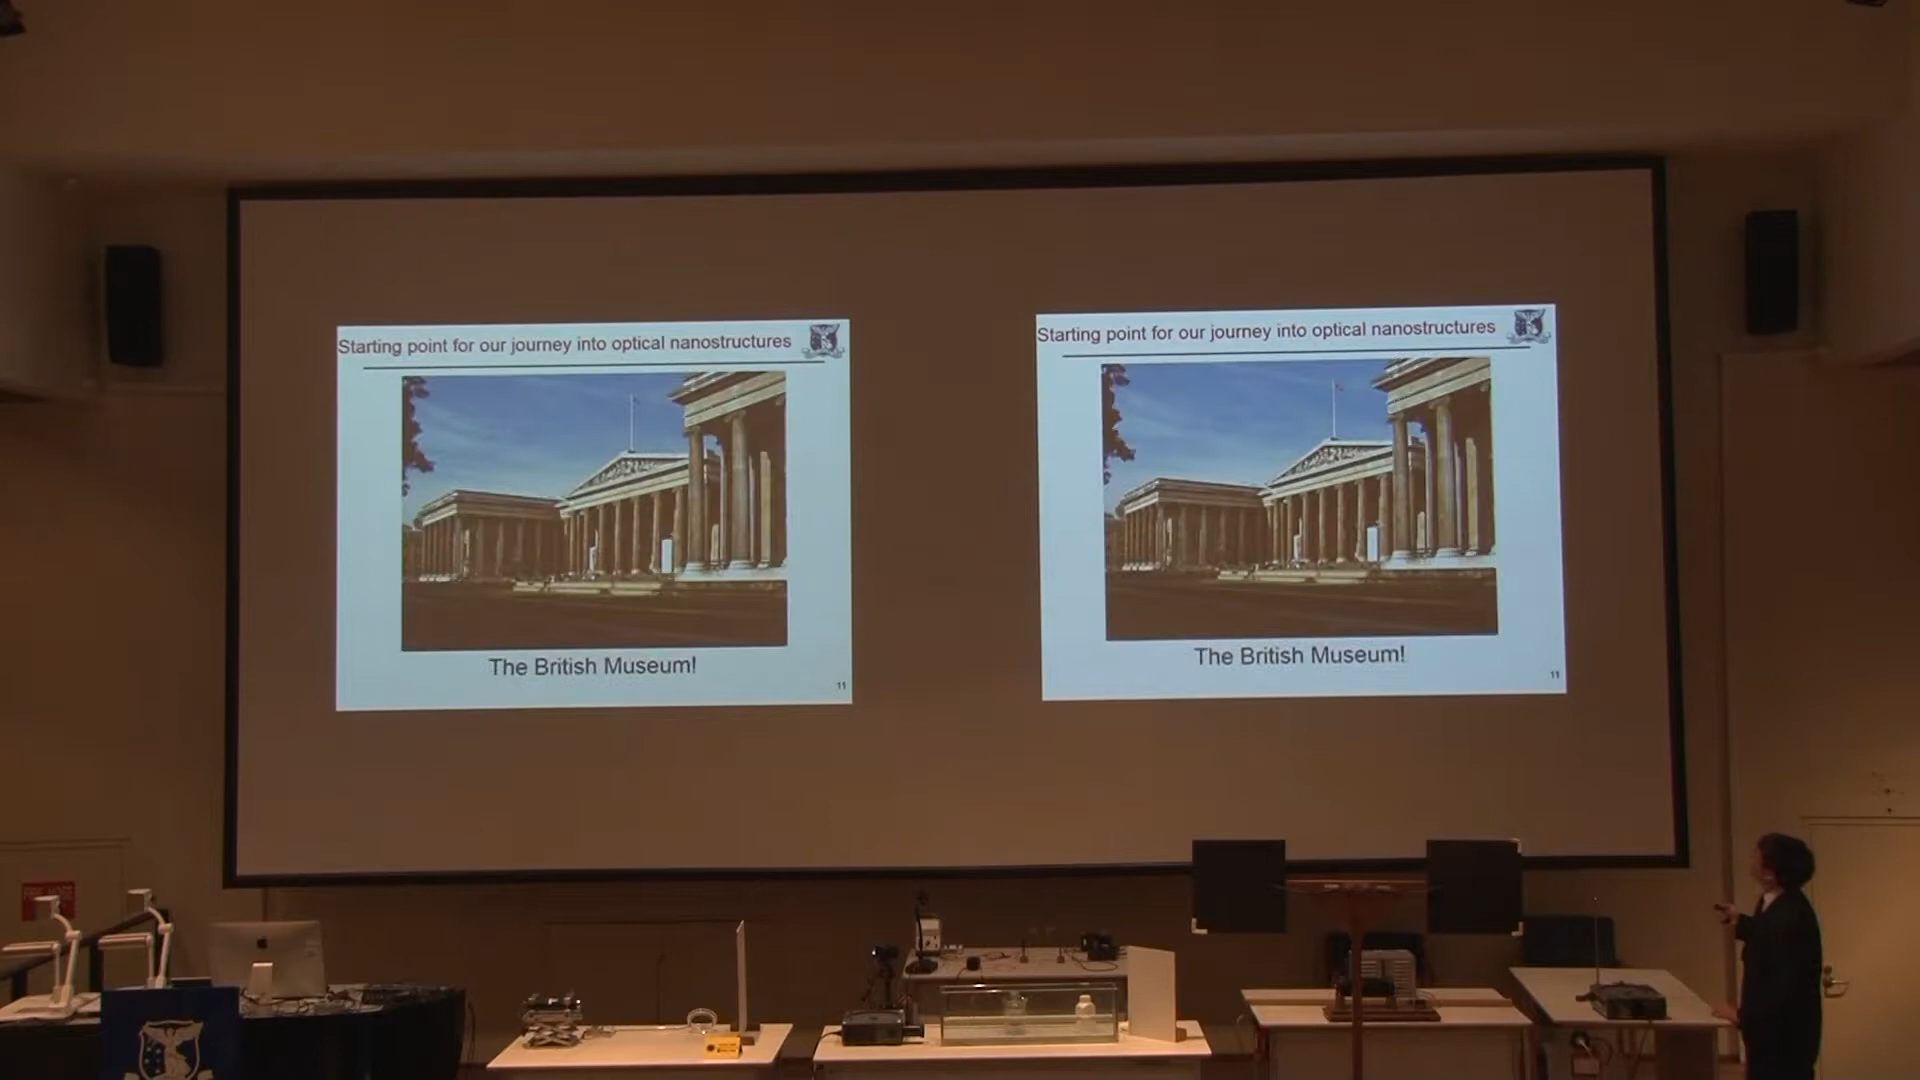 Starting point for our journey into optical nanostructures
The British Museum!
11
Starting point for our journey into optical nanostructures
The British Museum!
11